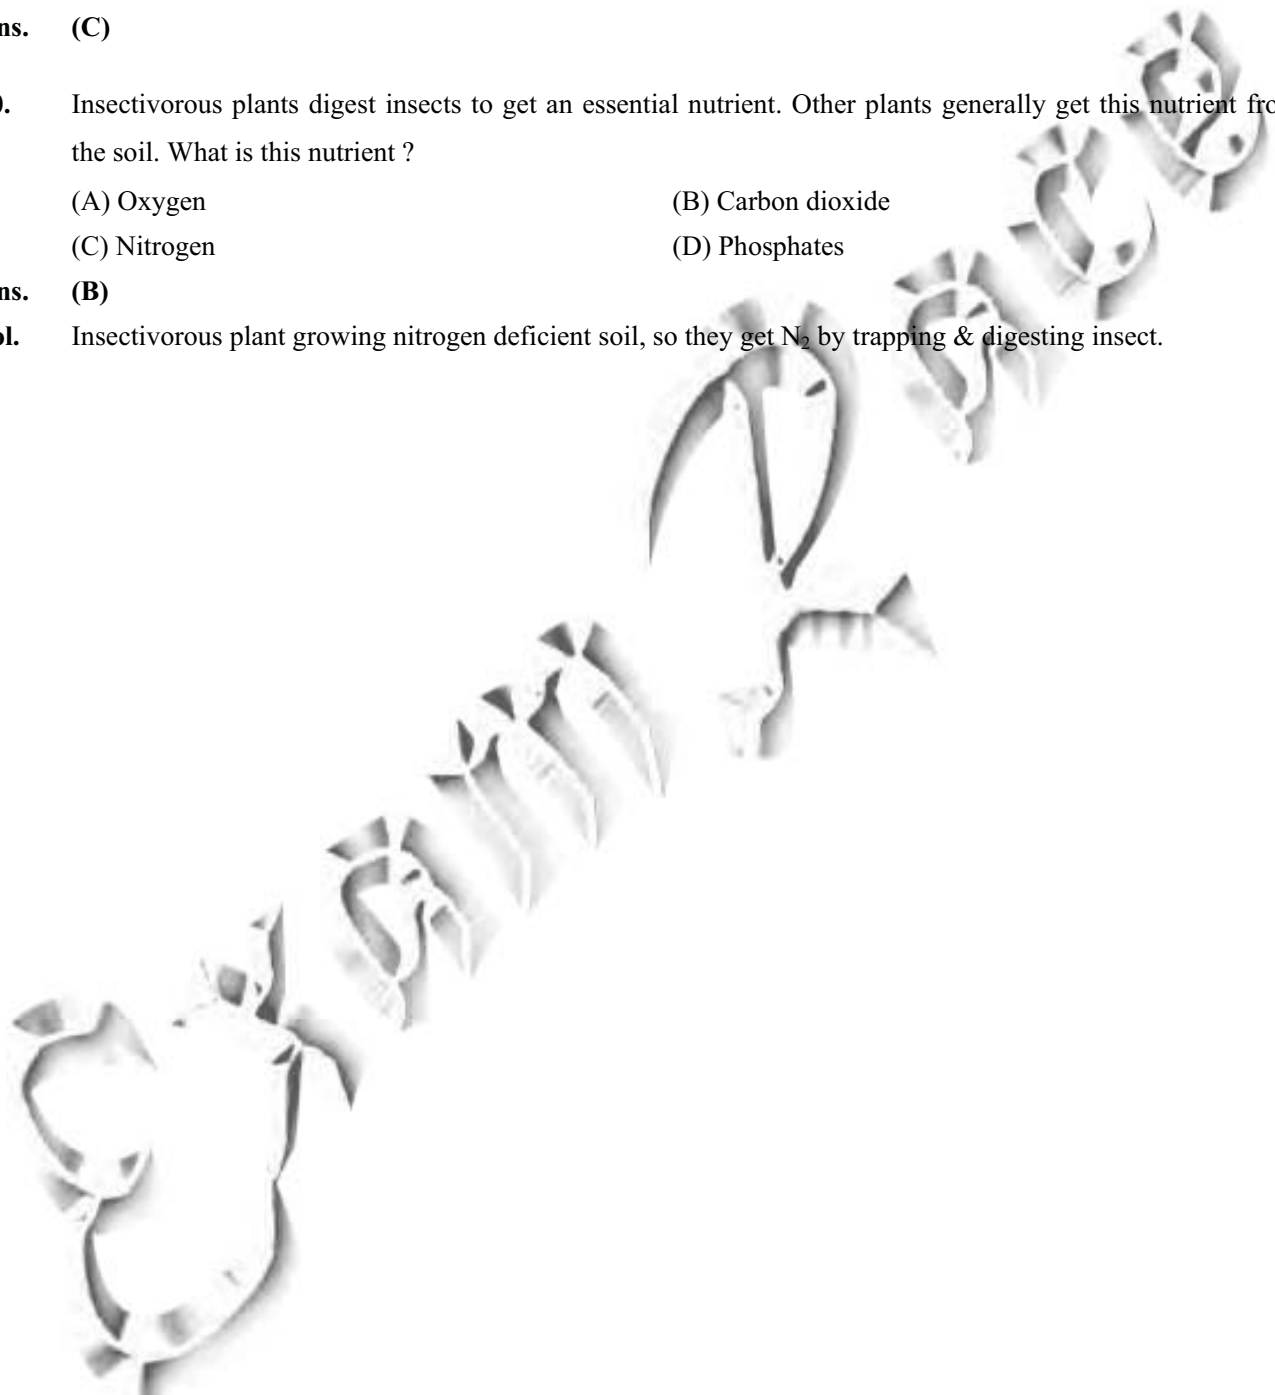 ns. (C)
0. Insectivorous plants digest insects to get an essential nutrient. Other plants generally get this nutrient fro
the soil. What is this nutrient ?
(A) Oxygen (B) Carbon dioxide
(C) Nitrogen (D) Phosphates
ns. (B)
ol. Insectivorous plant growing nitrogen deficient soil, so they get N₂ by trapping & digesting insect.